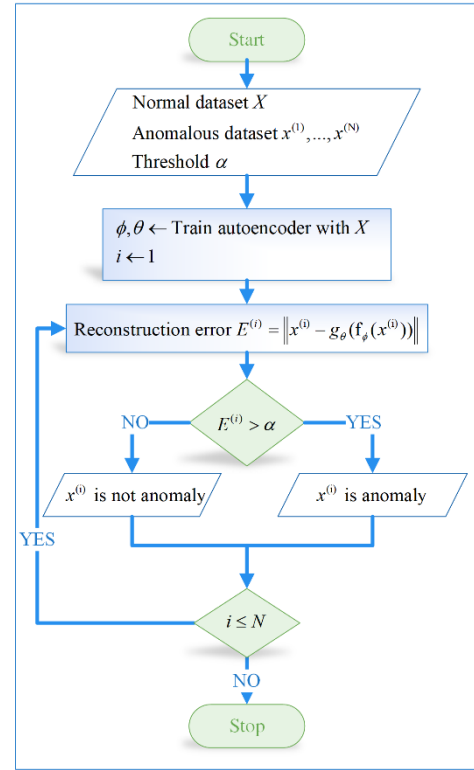 Start
Normal dataset X
Anomalous dataset x⁽¹⁾,...,x⁽ᴺ⁾
Threshold α
ϕ,θ ← Train autoencoder with X
i ← 1
Reconstruction error E⁽ⁱ⁾ = ‖x⁽ⁱ⁾ − g_θ(f_ϕ(x⁽ⁱ⁾))‖
NO
E⁽ⁱ⁾ > α
YES
x⁽ⁱ⁾ is not anomaly
x⁽ⁱ⁾ is anomaly
YES
i ≤ N
NO
Stop